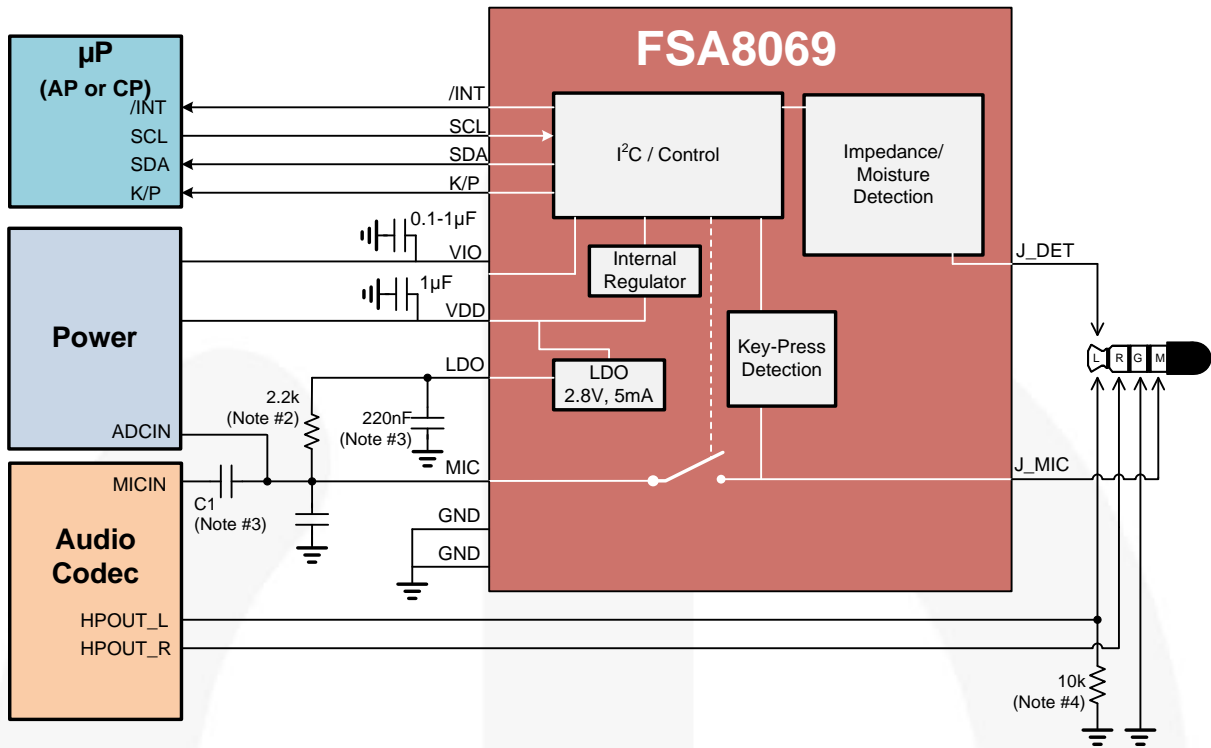 FSA8069
µP
(AP or CP)
/INT
SCL
SDA
K/P
/INT
SCL
SDA
K/P
I²C / Control
Impedance/
Moisture
Detection
0.1-1µF
VIO
1µF
VDD
Internal
Regulator
J_DET
Power
ADCIN
LDO
LDO
2.8V, 5mA
Key-Press
Detection
2.2k
(Note #2)
220nF
(Note #3)
L R G M
MICIN
C1
(Note #3)
MIC
J_MIC
GND
GND
Audio
Codec
HPOUT_L
HPOUT_R
10k
(Note #4)